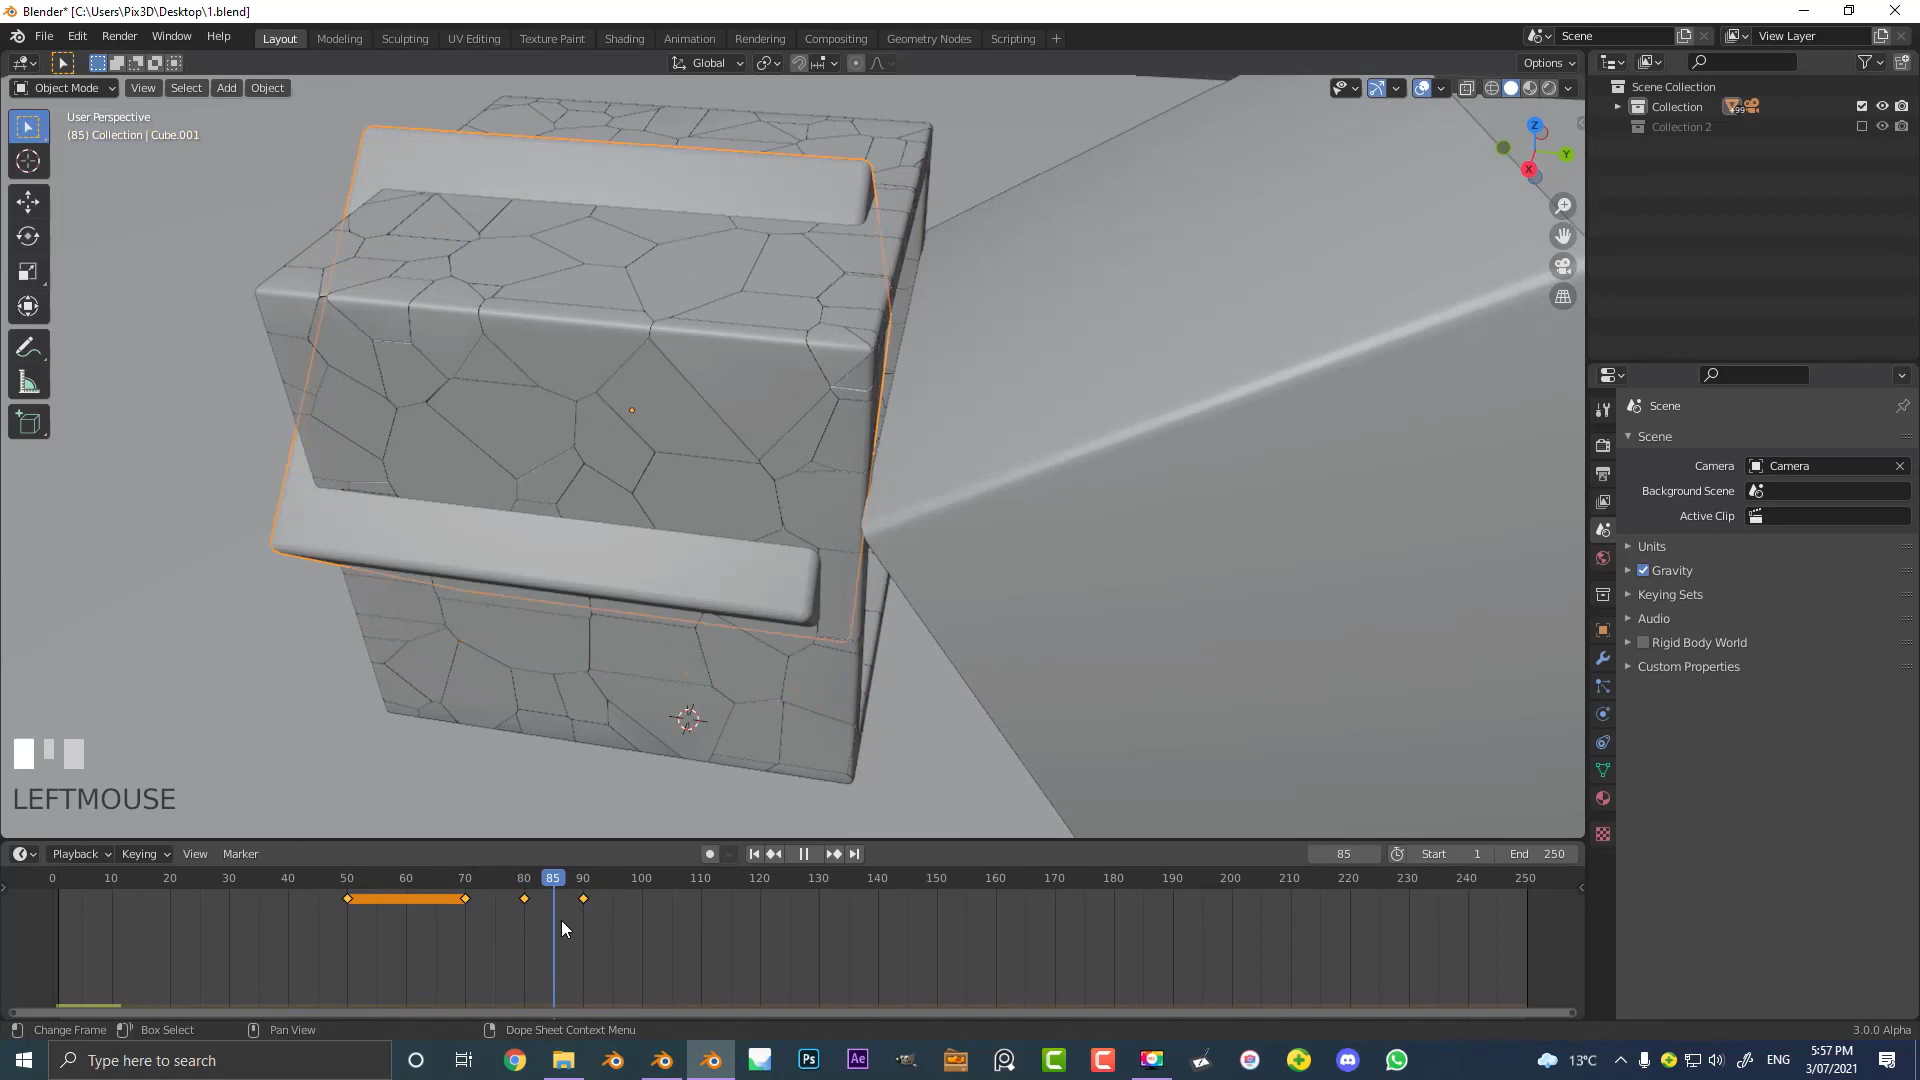 Blender* [C:\Users\Pix3D\Desktop\1.blend]
File Edit Render Window Help Layout Modeling Sculpting UV Editing Texture Paint Shading Animation Rendering Compositing Geometry Nodes Scripting + Scene View Layer
Global Options
Object Mode View Select Add Object
User Perspective
(85) Collection | Cube.001
Z
Y
X
Scene Collection
Collection +99
Collection 2
Scene
Scene
Camera Camera
Background Scene
Active Clip
Units
Gravity
Keying Sets
Audio
Rigid Body World
Custom Properties
LEFTMOUSE
Playback Keying View Marker 85 Start 1 End 250
0 10 20 30 40 50 60 70 80 85 90 100 110 120 130 140 150 160 170 180 190 200 210 220 230 240 250
Change Frame Box Select Pan View Dope Sheet Context Menu 3.0.0 Alpha
Type here to search Ps Ae 13°C ENG 5:57 PM
3/07/2021